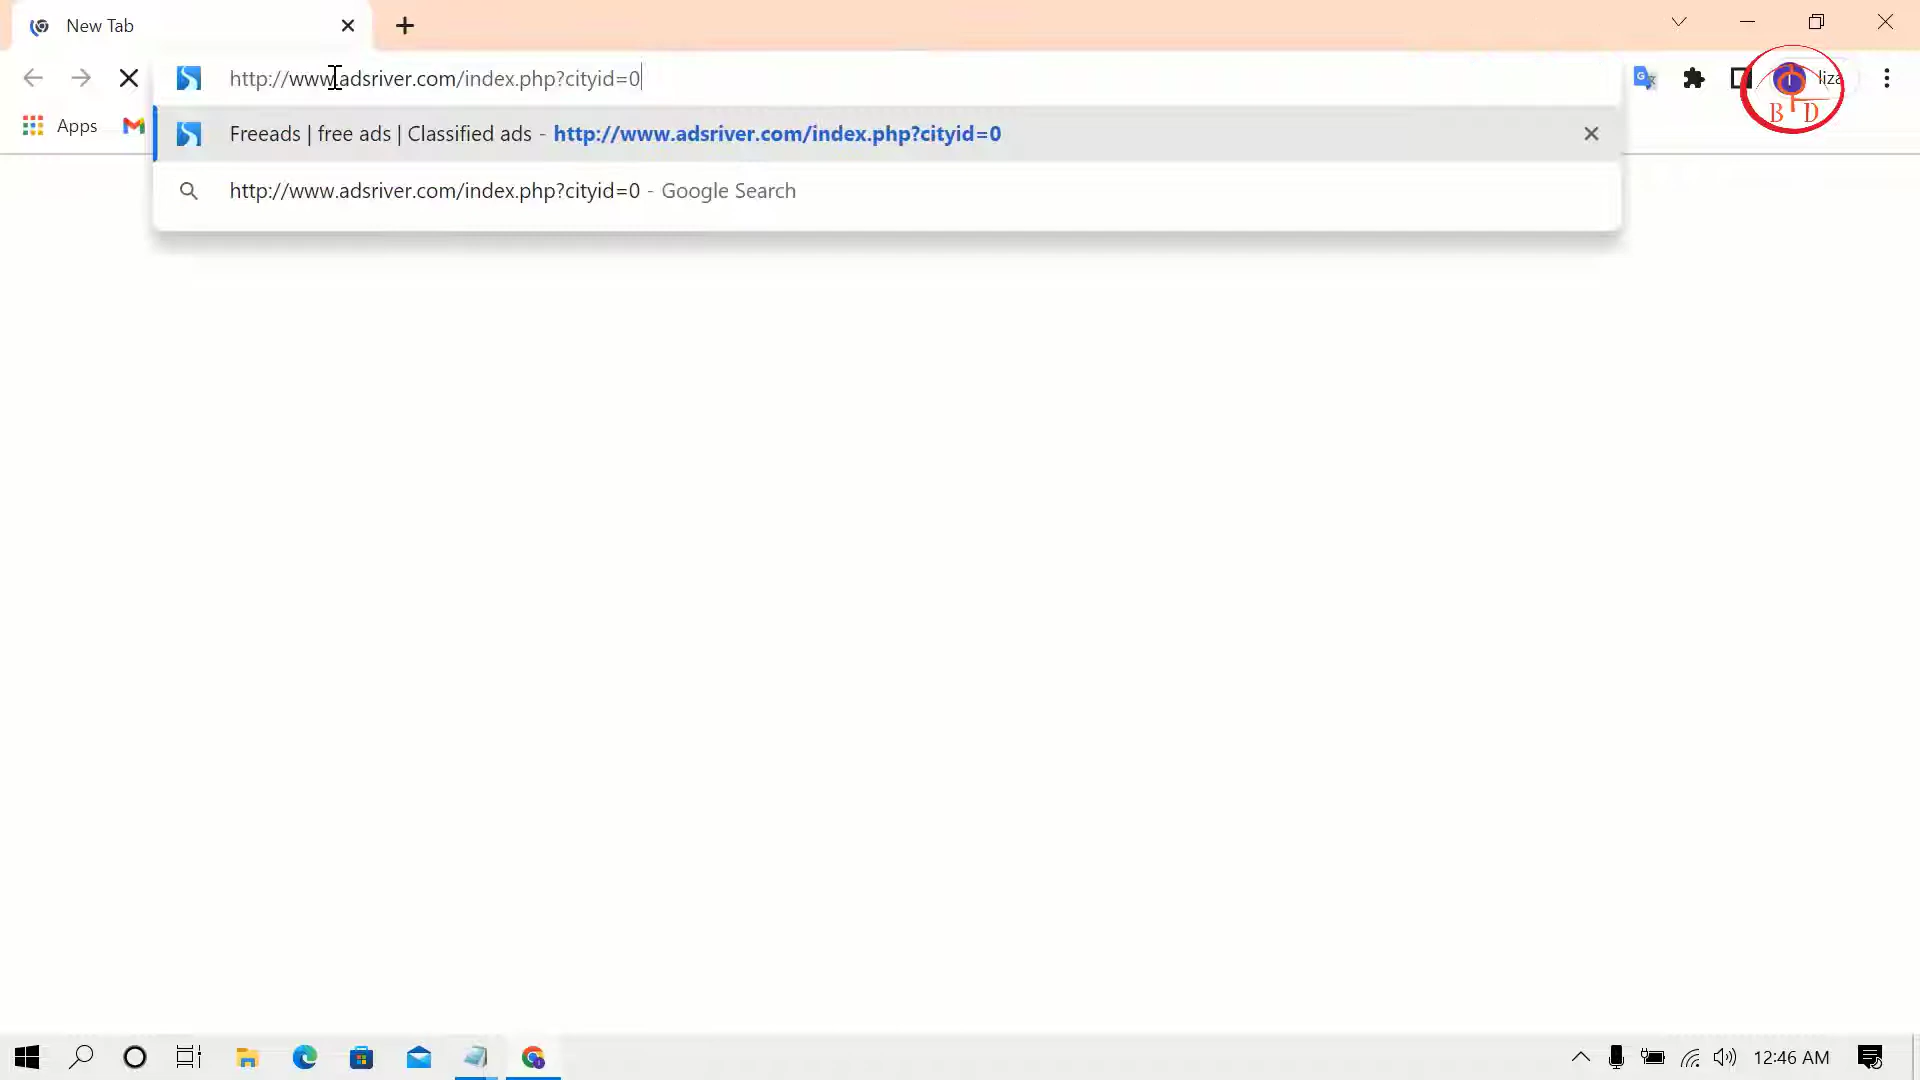 New Tab
http://www.adsriver.com/index.php?cityid=0
liza
B D
Apps
Freeads | free ads | Classified ads - http://www.adsriver.com/index.php?cityid=0
http://www.adsriver.com/index.php?cityid=0 - Google Search
12:46 AM